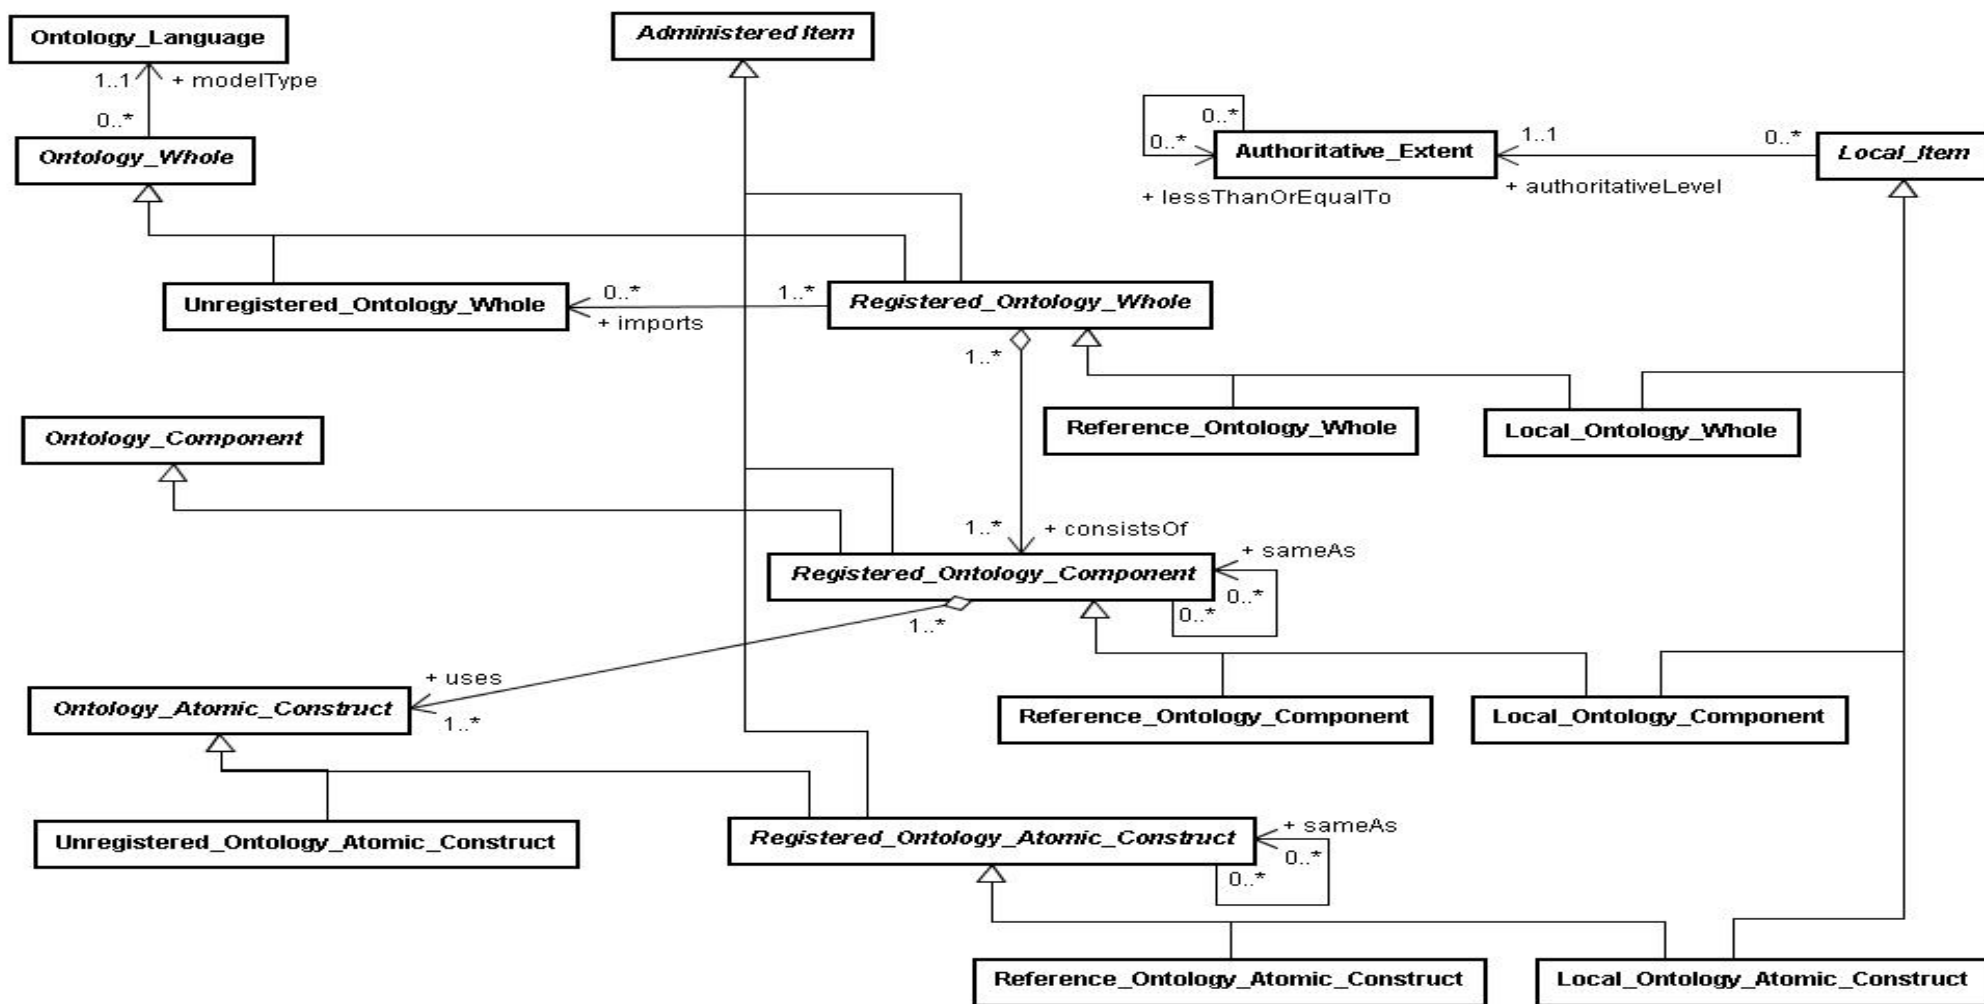 Ontology_Language
Administered Item
1..1
+ modelType
0..*
Ontology_Whole
0..*
0..*
Authoritative_Extent
1..1
0..*
Local_Item
+ lessThanOrEqualTo
+ authoritativeLevel
Unregistered_Ontology_Whole
0..*
1..*
+ imports
Registered_Ontology_Whole
1..*
Reference_Ontology_Whole
Local_Ontology_Whole
Ontology_Component
1..*
+ consistsOf
+ sameAs
Registered_Ontology_Component
0..*
0..*
1..*
+ uses
1..*
Ontology_Atomic_Construct
Reference_Ontology_Component
Local_Ontology_Component
Unregistered_Ontology_Atomic_Construct
Registered_Ontology_Atomic_Construct
+ sameAs
0..*
0..*
Reference_Ontology_Atomic_Construct
Local_Ontology_Atomic_Construct